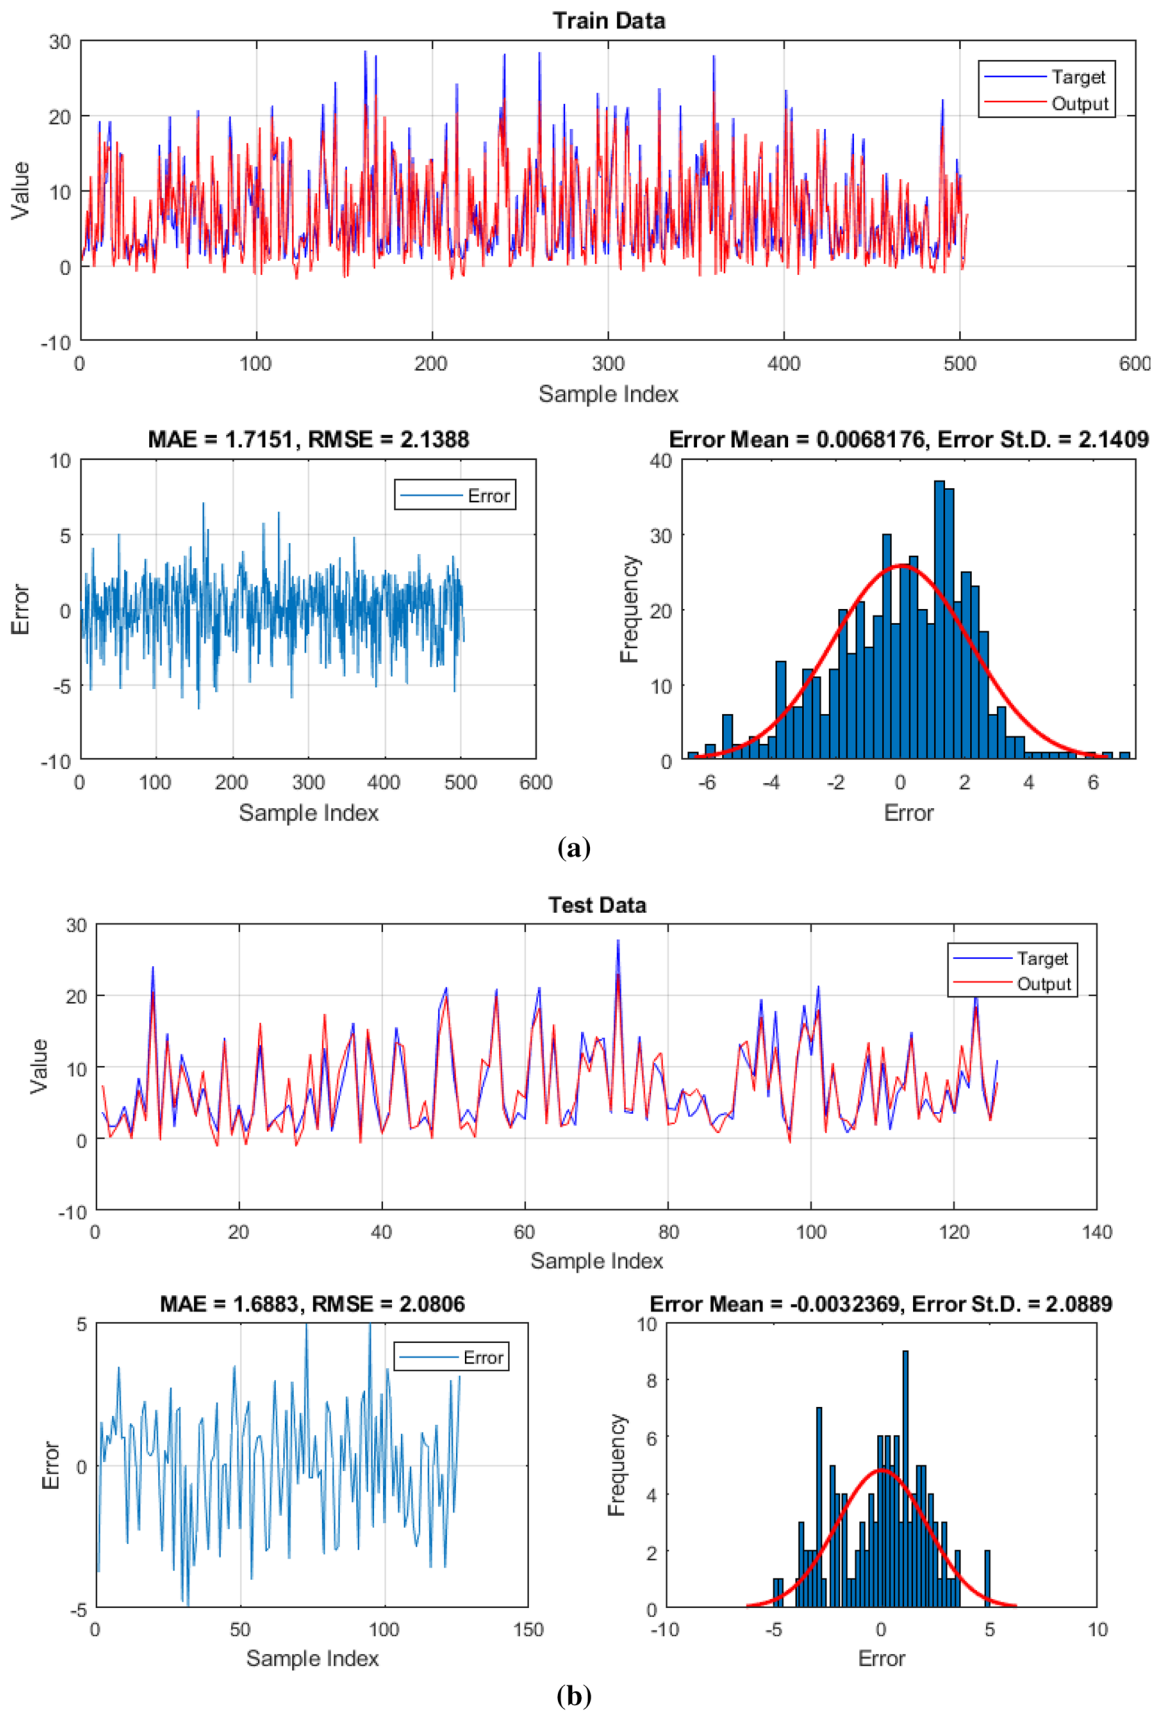 Train Data
30
20
10
0
-10
Value
Target
Output
0 100 200 300 400 500 600
Sample Index
MAE = 1.7151, RMSE = 2.1388
10
5
0
-5
-10
Error
Error
0 100 200 300 400 500 600
Sample Index
Error Mean = 0.0068176, Error St.D. = 2.1409
40
30
20
10
0
Frequency
-6 -4 -2 0 2 4 6
Error
(a)
Test Data
30
20
10
0
-10
Value
Target
Output
0 20 40 60 80 100 120 140
Sample Index
MAE = 1.6883, RMSE = 2.0806
5
0
-5
Error
Error
0 50 100 150
Sample Index
Error Mean = -0.0032369, Error St.D. = 2.0889
10
8
6
4
2
0
Frequency
-10 -5 0 5 10
Error
(b)